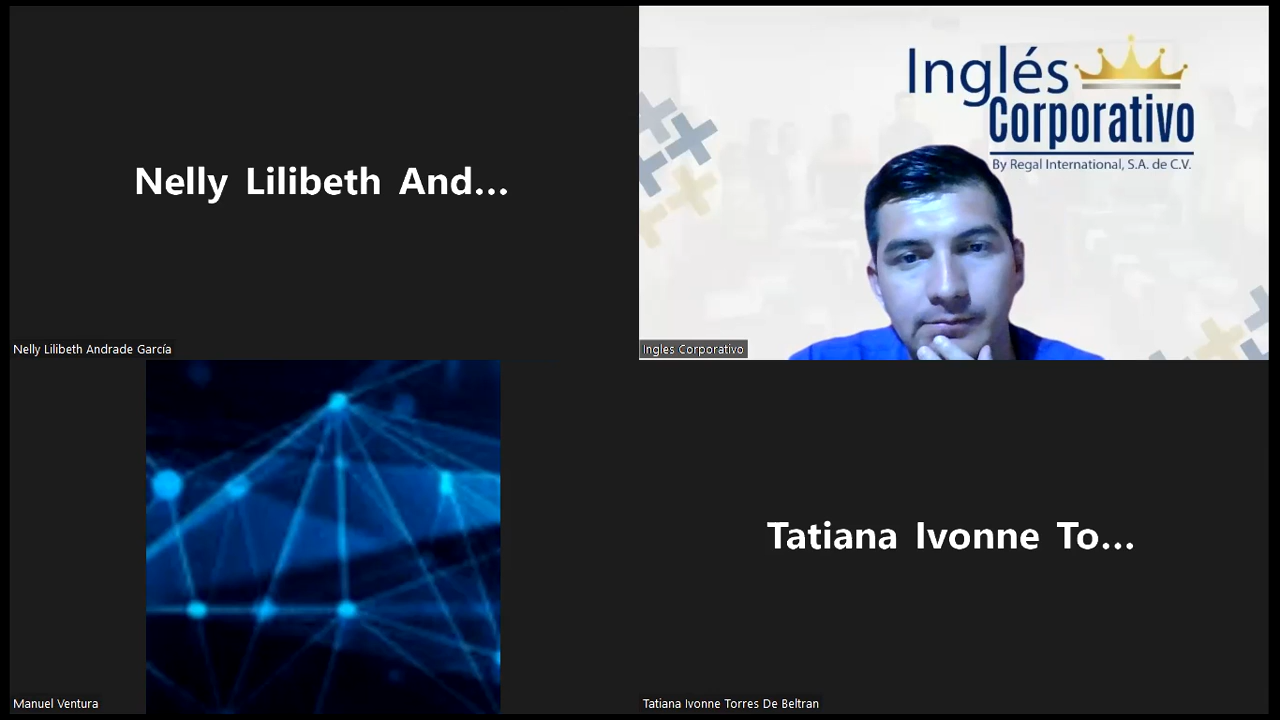 Nelly Lilibeth And...
Nelly Lilibeth Andrade García
Inglés
Corporativo
By Regal International, S.A. de C.V.
Ingles Corporativo
Manuel Ventura
Tatiana Ivonne To...
Tatiana Ivonne Torres De Beltran